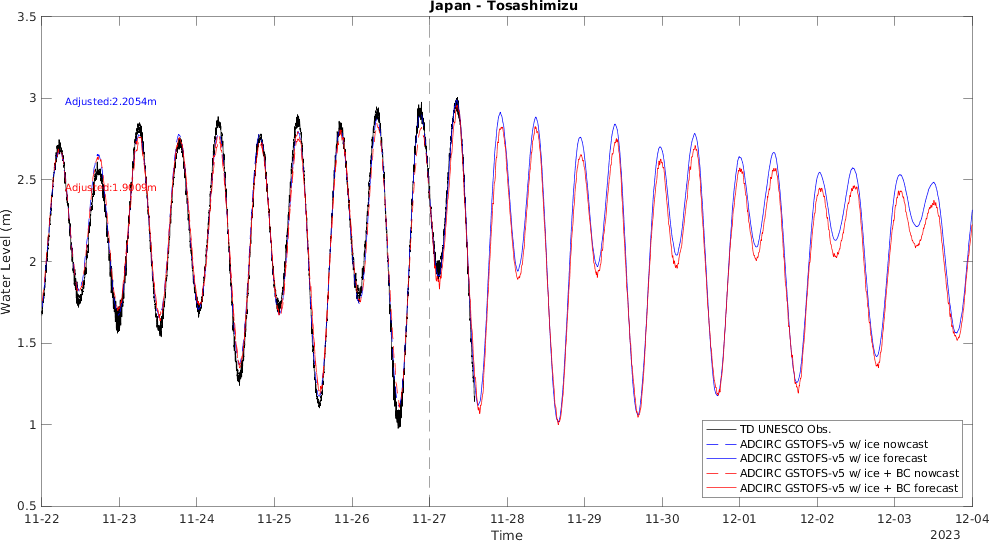 Japan - Tosashimizu
3.5
3
2.5
2
1.5
1
0.5
Water Level (m)
Adjusted:2.2054m
Adjusted:1.9009m
TD UNESCO Obs.
ADCIRC GSTOFS-v5 w/ ice nowcast
ADCIRC GSTOFS-v5 w/ ice forecast
ADCIRC GSTOFS-v5 w/ ice + BC nowcast
ADCIRC GSTOFS-v5 w/ ice + BC forecast
11-22 11-23 11-24 11-25 11-26 11-27 11-28 11-29 11-30 12-01 12-02 12-03 12-04
Time
2023